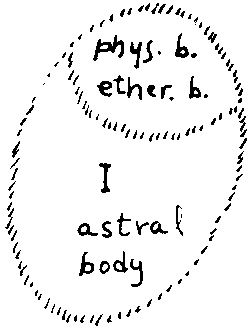 phys. b.
ether. b.
I
astral
body